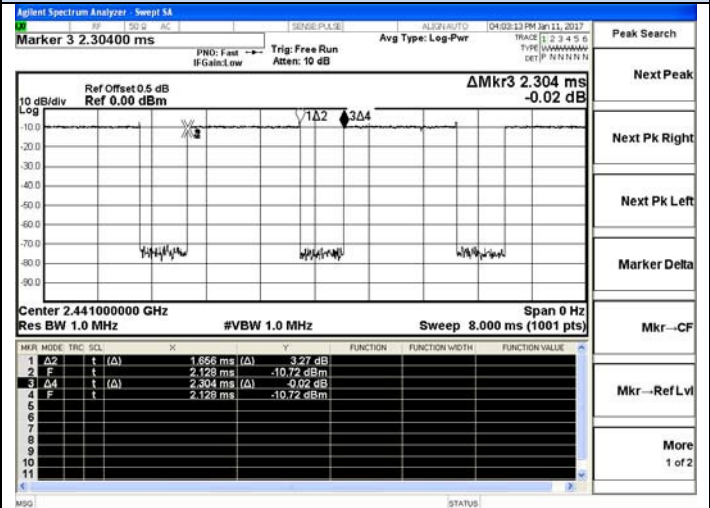 Agilent Spectrum Analyzer - Swept SA
RF 50 Ω AC SENSE:PULSE ALIGN AUTO 04:03:13 PM Jan 11, 2017
Marker 3 2.30400 ms
PNO: Fast
IFGain:Low
Trig: Free Run
Atten: 10 dB
Avg Type: Log-Pwr
TRACE 1 2 3 4 5 6
TYPE WWWWWW
DET P N N N N N
Peak Search
Next Peak
Next Pk Right
Next Pk Left
Marker Delta
Mkr→CF
Mkr→Ref Lvl
More
1 of 2
10 dB/div
Log
Ref Offset 0.5 dB
Ref 0.00 dBm
ΔMkr3 2.304 ms
-0.02 dB
1Δ2 3Δ4
-10.0
-20.0
-30.0
-40.0
-50.0
-60.0
-70.0
-80.0
-90.0
Center 2.441000000 GHz Span 0 Hz
Res BW 1.0 MHz #VBW 1.0 MHz Sweep 8.000 ms (1001 pts)
MKR MODE TRC SCL X Y FUNCTION FUNCTION WIDTH FUNCTION VALUE
1 Δ2 t (Δ) 1.656 ms (Δ) 3.27 dB
2 F t 2.128 ms -10.72 dBm
3 Δ4 t (Δ) 2.304 ms (Δ) -0.02 dB
4 F t 2.128 ms -10.72 dBm
5
6
7
8
9
10
11
MSG STATUS